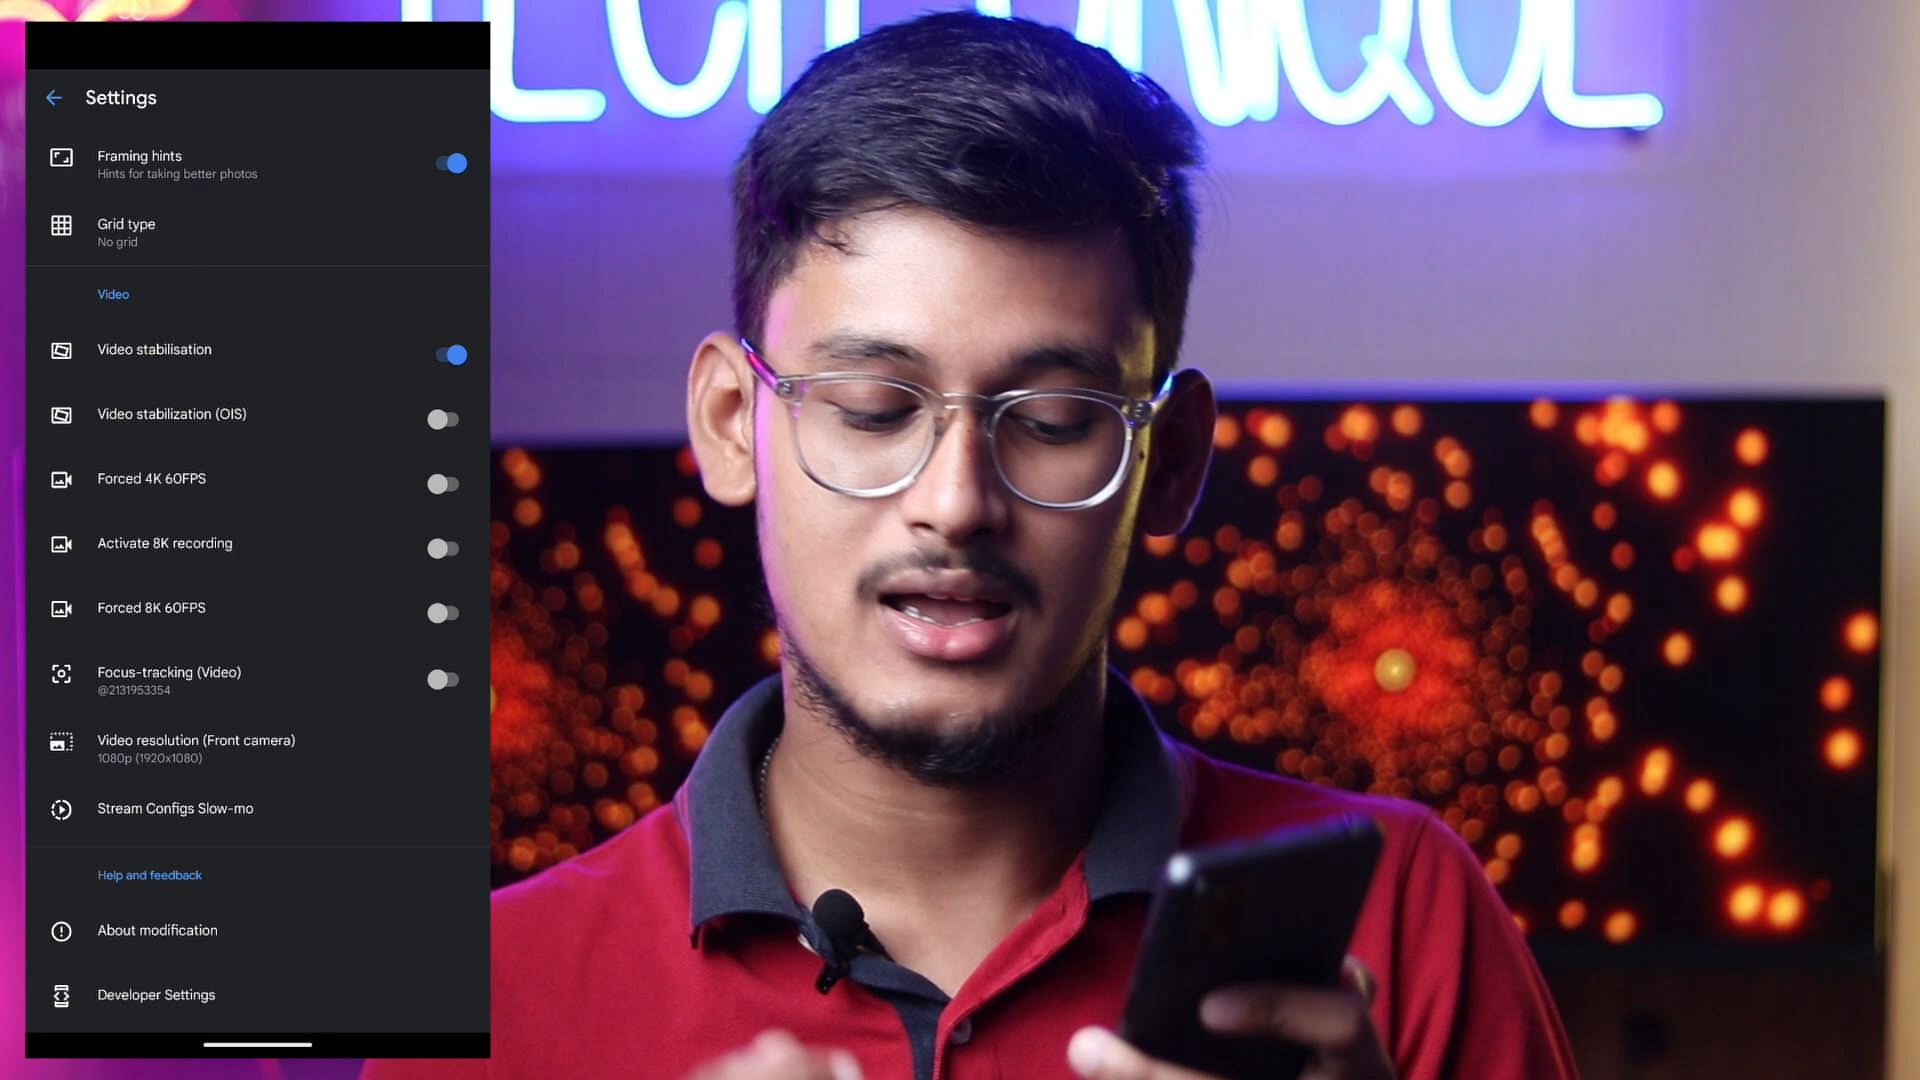 TECHNIQUE
Settings
Framing hints
Hints for taking better photos
Grid type
No grid
Video
Video stabilisation
Video stabilization (OIS)
Forced 4K 60FPS
Activate 8K recording
Forced 8K 60FPS
Focus-tracking (Video)
@2131953354
Video resolution (Front camera)
1080p (1920x1080)
Stream Configs Slow-mo
Help and feedback
About modification
Developer Settings